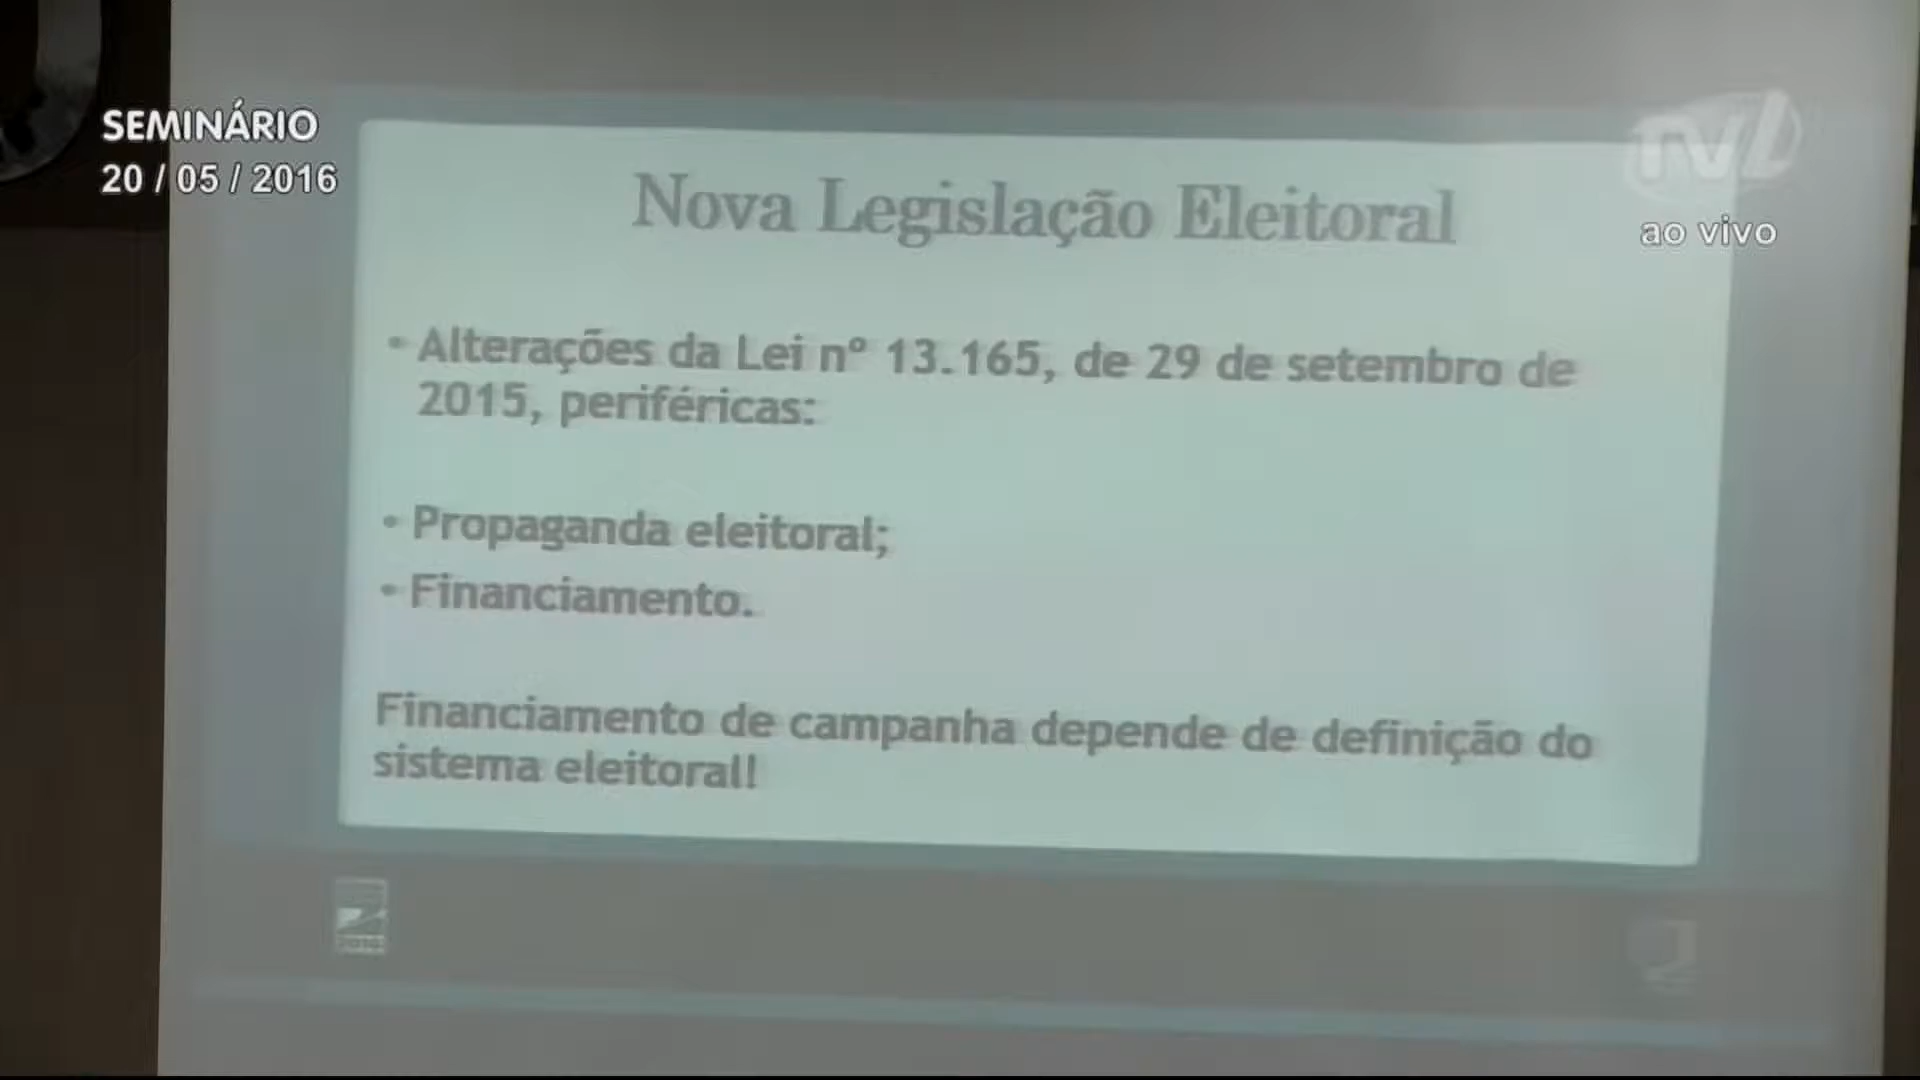 SEMINÁRIO
20 / 05 / 2016
TVL
ao vivo
Nova Legislação Eleitoral
• Alterações da Lei nº 13.165, de 29 de setembro de
2015, periféricas:
• Propaganda eleitoral;
• Financiamento.
Financiamento de campanha depende de definição do
sistema eleitoral!